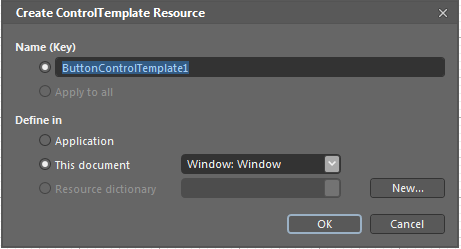 Create ControlTemplate Resource
Name (Key)
ButtonControlTemplate1
Apply to all
Define in
Application
This document Window: Window
Resource dictionary New...
OK Cancel